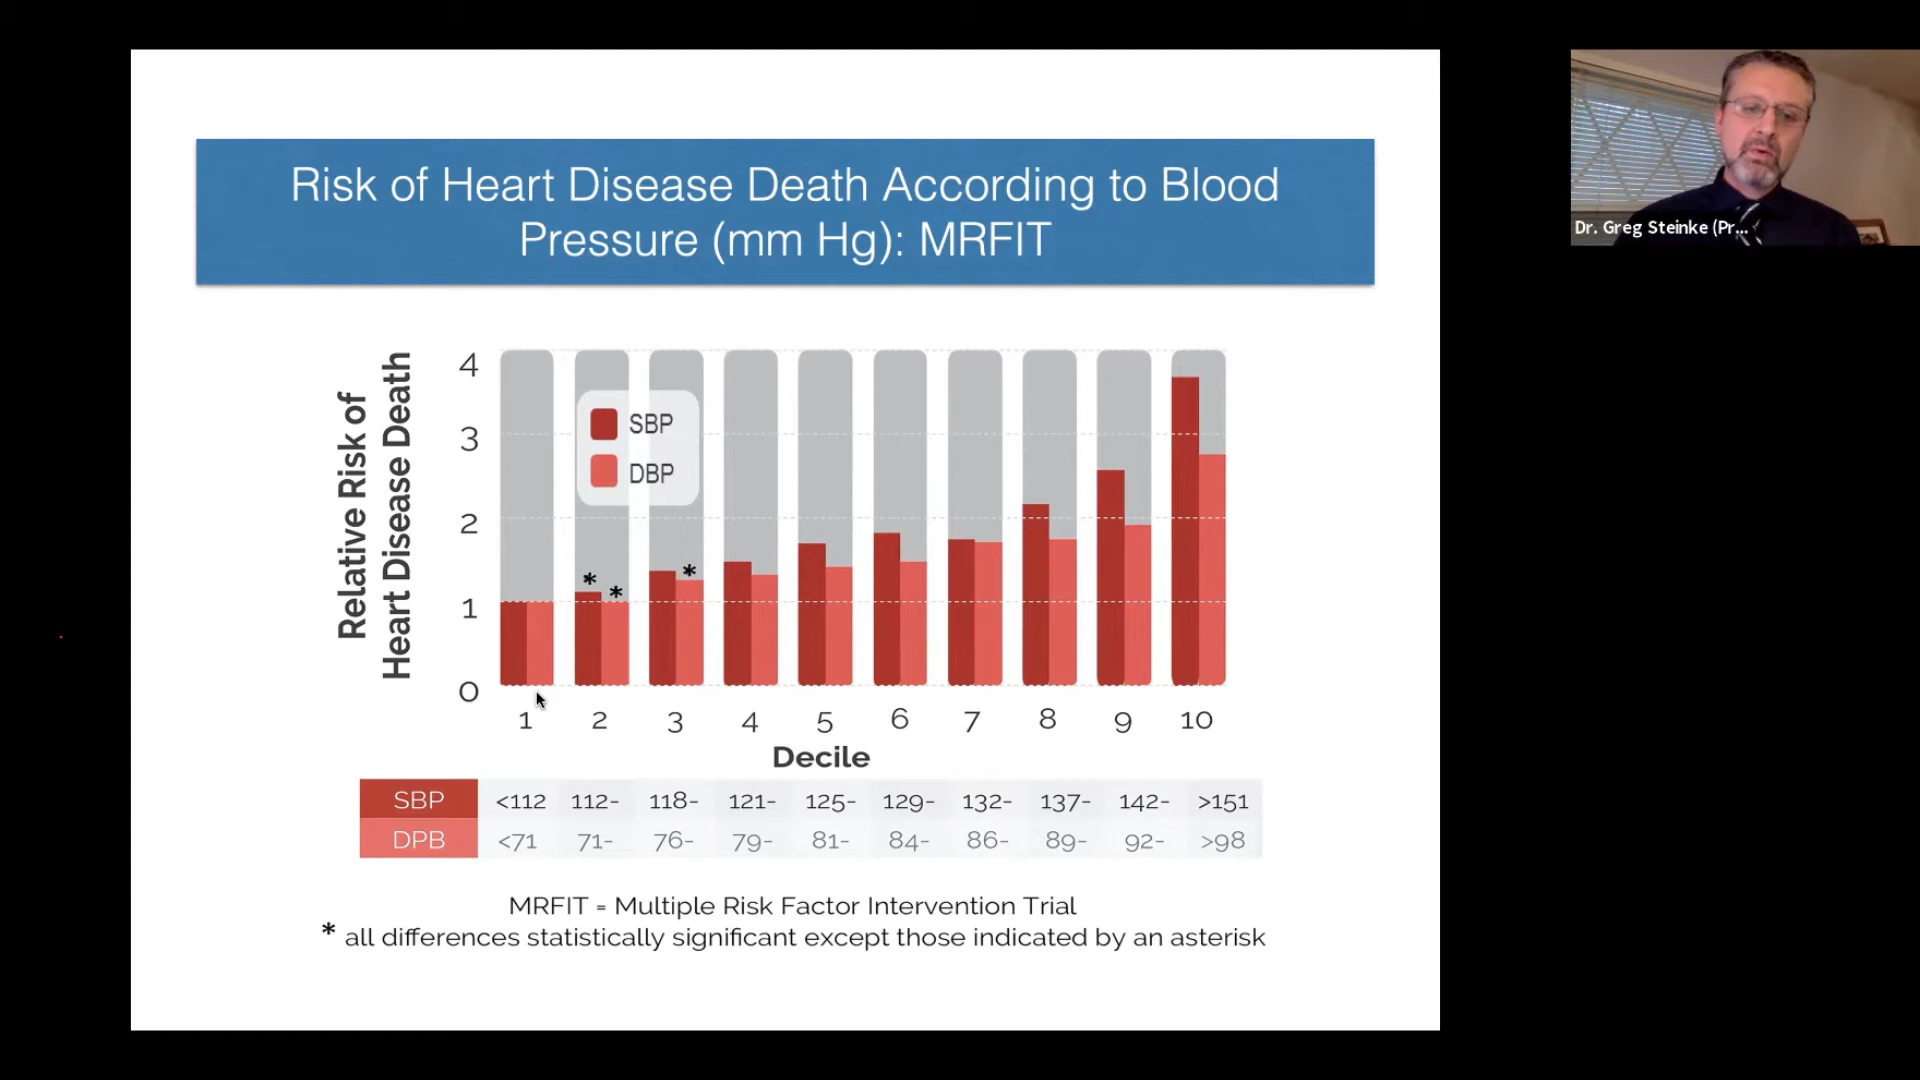 Risk of Heart Disease Death According to Blood
Pressure (mm Hg): MRFIT
Relative Risk of
Heart Disease Death
4
3
2
1
0
SBP
DBP
*
*
*
1 2 3 4 5 6 7 8 9 10
Decile
SBP <112 112- 118- 121- 125- 129- 132- 137- 142- >151
DPB <71 71- 76- 79- 81- 84- 86- 89- 92- >98
MRFIT = Multiple Risk Factor Intervention Trial
* all differences statistically significant except those indicated by an asterisk
Dr. Greg Steinke (Pr...